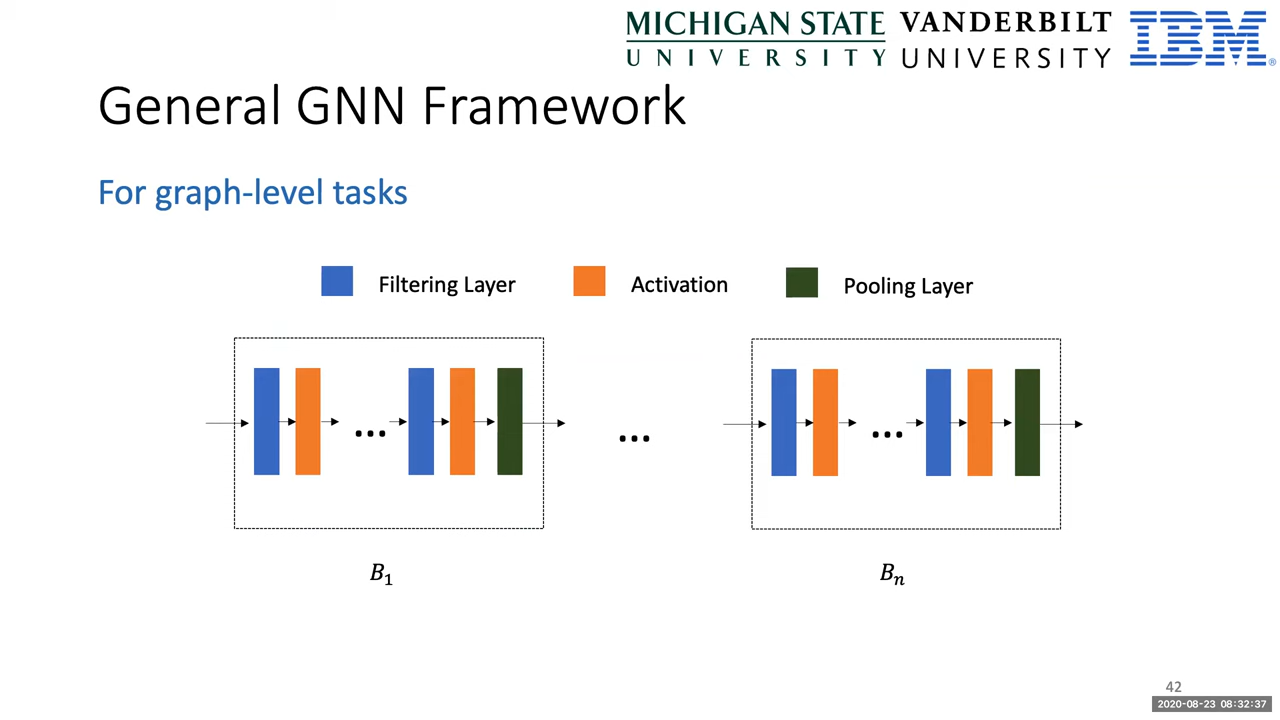 MICHIGAN STATE
UNIVERSITY
VANDERBILT
UNIVERSITY
IBM®
General GNN Framework
For graph-level tasks
Filtering Layer
Activation
Pooling Layer
...
...
...
B₁
Bₙ
42
2020-08-23 08:32:37